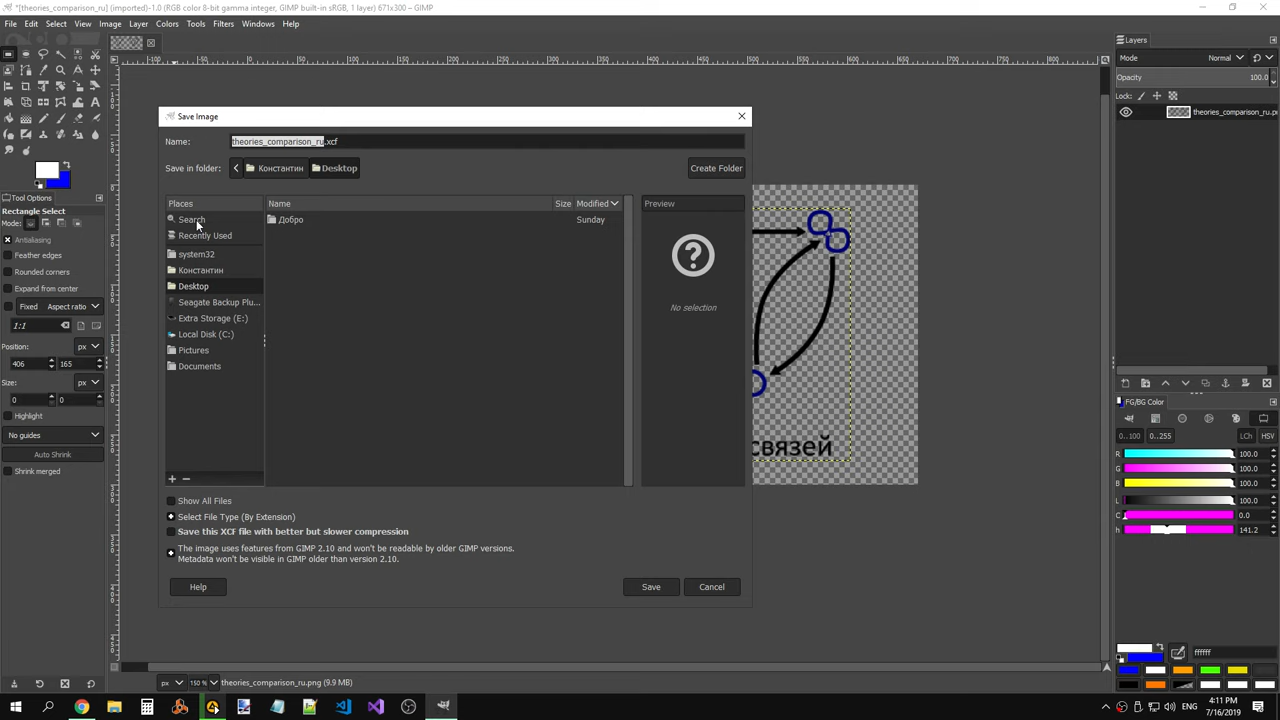 *[theories_comparison_ru] (imported)-1.0 (RGB color 8-bit gamma integer, GIMP built-in sRGB, 1 layer) 671x300 – GIMP
File Edit Select View Image Layer Colors Tools Filters Windows Help
Save Image
Name: theories_comparison_ru.xcf
Save in folder: Константин Desktop Create Folder
Places
Search
Recently Used
system32
Константин
Desktop
Seagate Backup Plu...
Extra Storage (E:)
Local Disk (C:)
Pictures
Documents
Name Size Modified
Добро Sunday
Preview
No selection
Show All Files
Select File Type (By Extension)
Save this XCF file with better but slower compression
The image uses features from GIMP 2.10 and won't be readable by older GIMP versions.
Metadata won't be visible in GIMP older than version 2.10.
Help Save Cancel
связей
Tool Options
Rectangle Select
Mode:
Antialiasing
Feather edges
Rounded corners
Expand from center
Fixed Aspect ratio
1:1
Position: px
406 165
Size: px
0 0
Highlight
No guides
Auto Shrink
Shrink merged
Layers
Mode Normal
Opacity 100.0
Lock:
theories_comparison_ru.p
FG/BG Color
0..100 0..255 LCh HSV
R 100.0
G 100.0
B 100.0
L 100.0
C 0.0
h 141.2
ffffff
px 150 % theories_comparison_ru.png (9.9 MB)
ENG 4:11 PM 7/16/2019